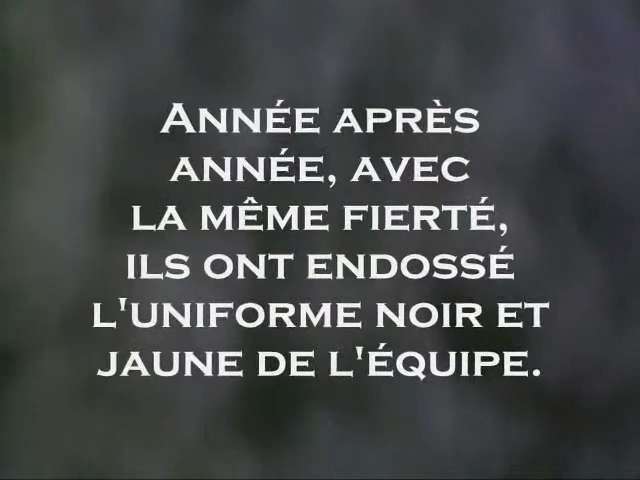 ANNÉE APRÈS
ANNÉE, AVEC
LA MÊME FIERTÉ,
ILS ONT ENDOSSÉ
L'UNIFORME NOIR ET
JAUNE DE L'ÉQUIPE.